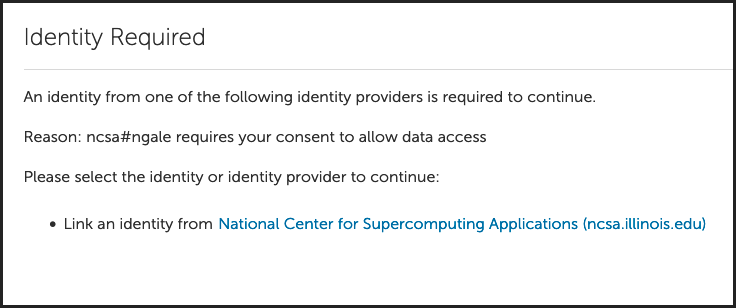 Identity Required
An identity from one of the following identity providers is required to continue.
Reason: ncsa#ngale requires your consent to allow data access
Please select the identity or identity provider to continue:
• Link an identity from National Center for Supercomputing Applications (ncsa.illinois.edu)